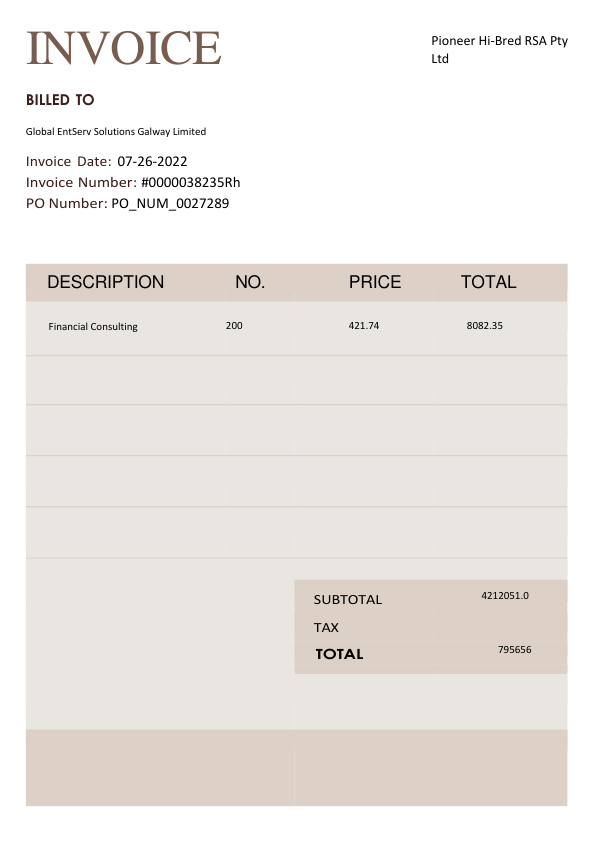 INVOICE
Pioneer Hi-Bred RSA Pty
Ltd
BILLED TO
Global EntServ Solutions Galway Limited
Invoice Date: 07-26-2022
Invoice Number: #0000038235Rh
PO Number: PO_NUM_0027289
DESCRIPTION NO. PRICE TOTAL
Financial Consulting 200 421.74 8082.35
SUBTOTAL 4212051.0
TAX
TOTAL 795656